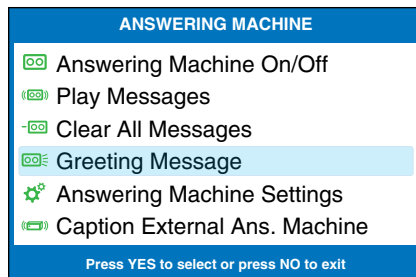 ANSWERING MACHINE
Answering Machine On/Off
Play Messages
Clear All Messages
Greeting Message
Answering Machine Settings
Caption External Ans. Machine
Press YES to select or press NO to exit